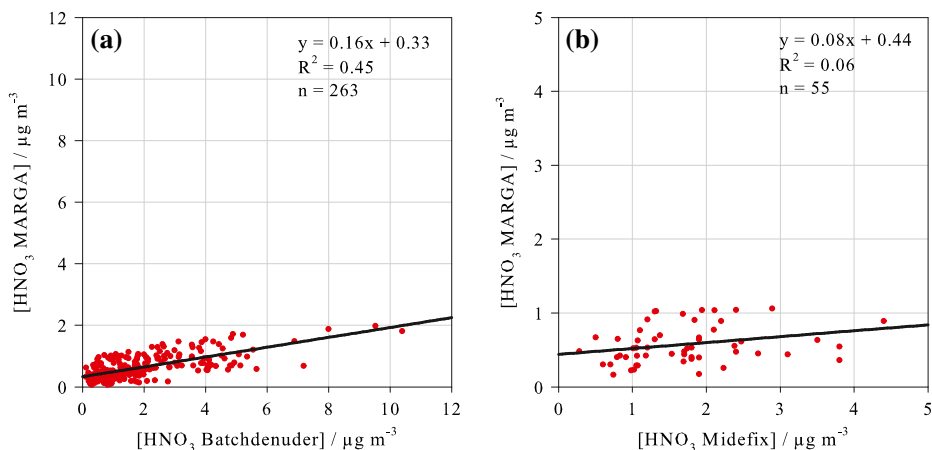 (a)
y = 0.16x + 0.33
R² = 0.45
n = 263
12
10
8
6
4
2
0
[HNO₃ MARGA] / µg m⁻³
0 2 4 6 8 10 12
[HNO₃ Batchdenuder] / µg m⁻³
(b)
y = 0.08x + 0.44
R² = 0.06
n = 55
5
4
3
2
1
0
[HNO₃ MARGA] / µg m⁻³
0 1 2 3 4 5
[HNO₃ Midefix] / µg m⁻³